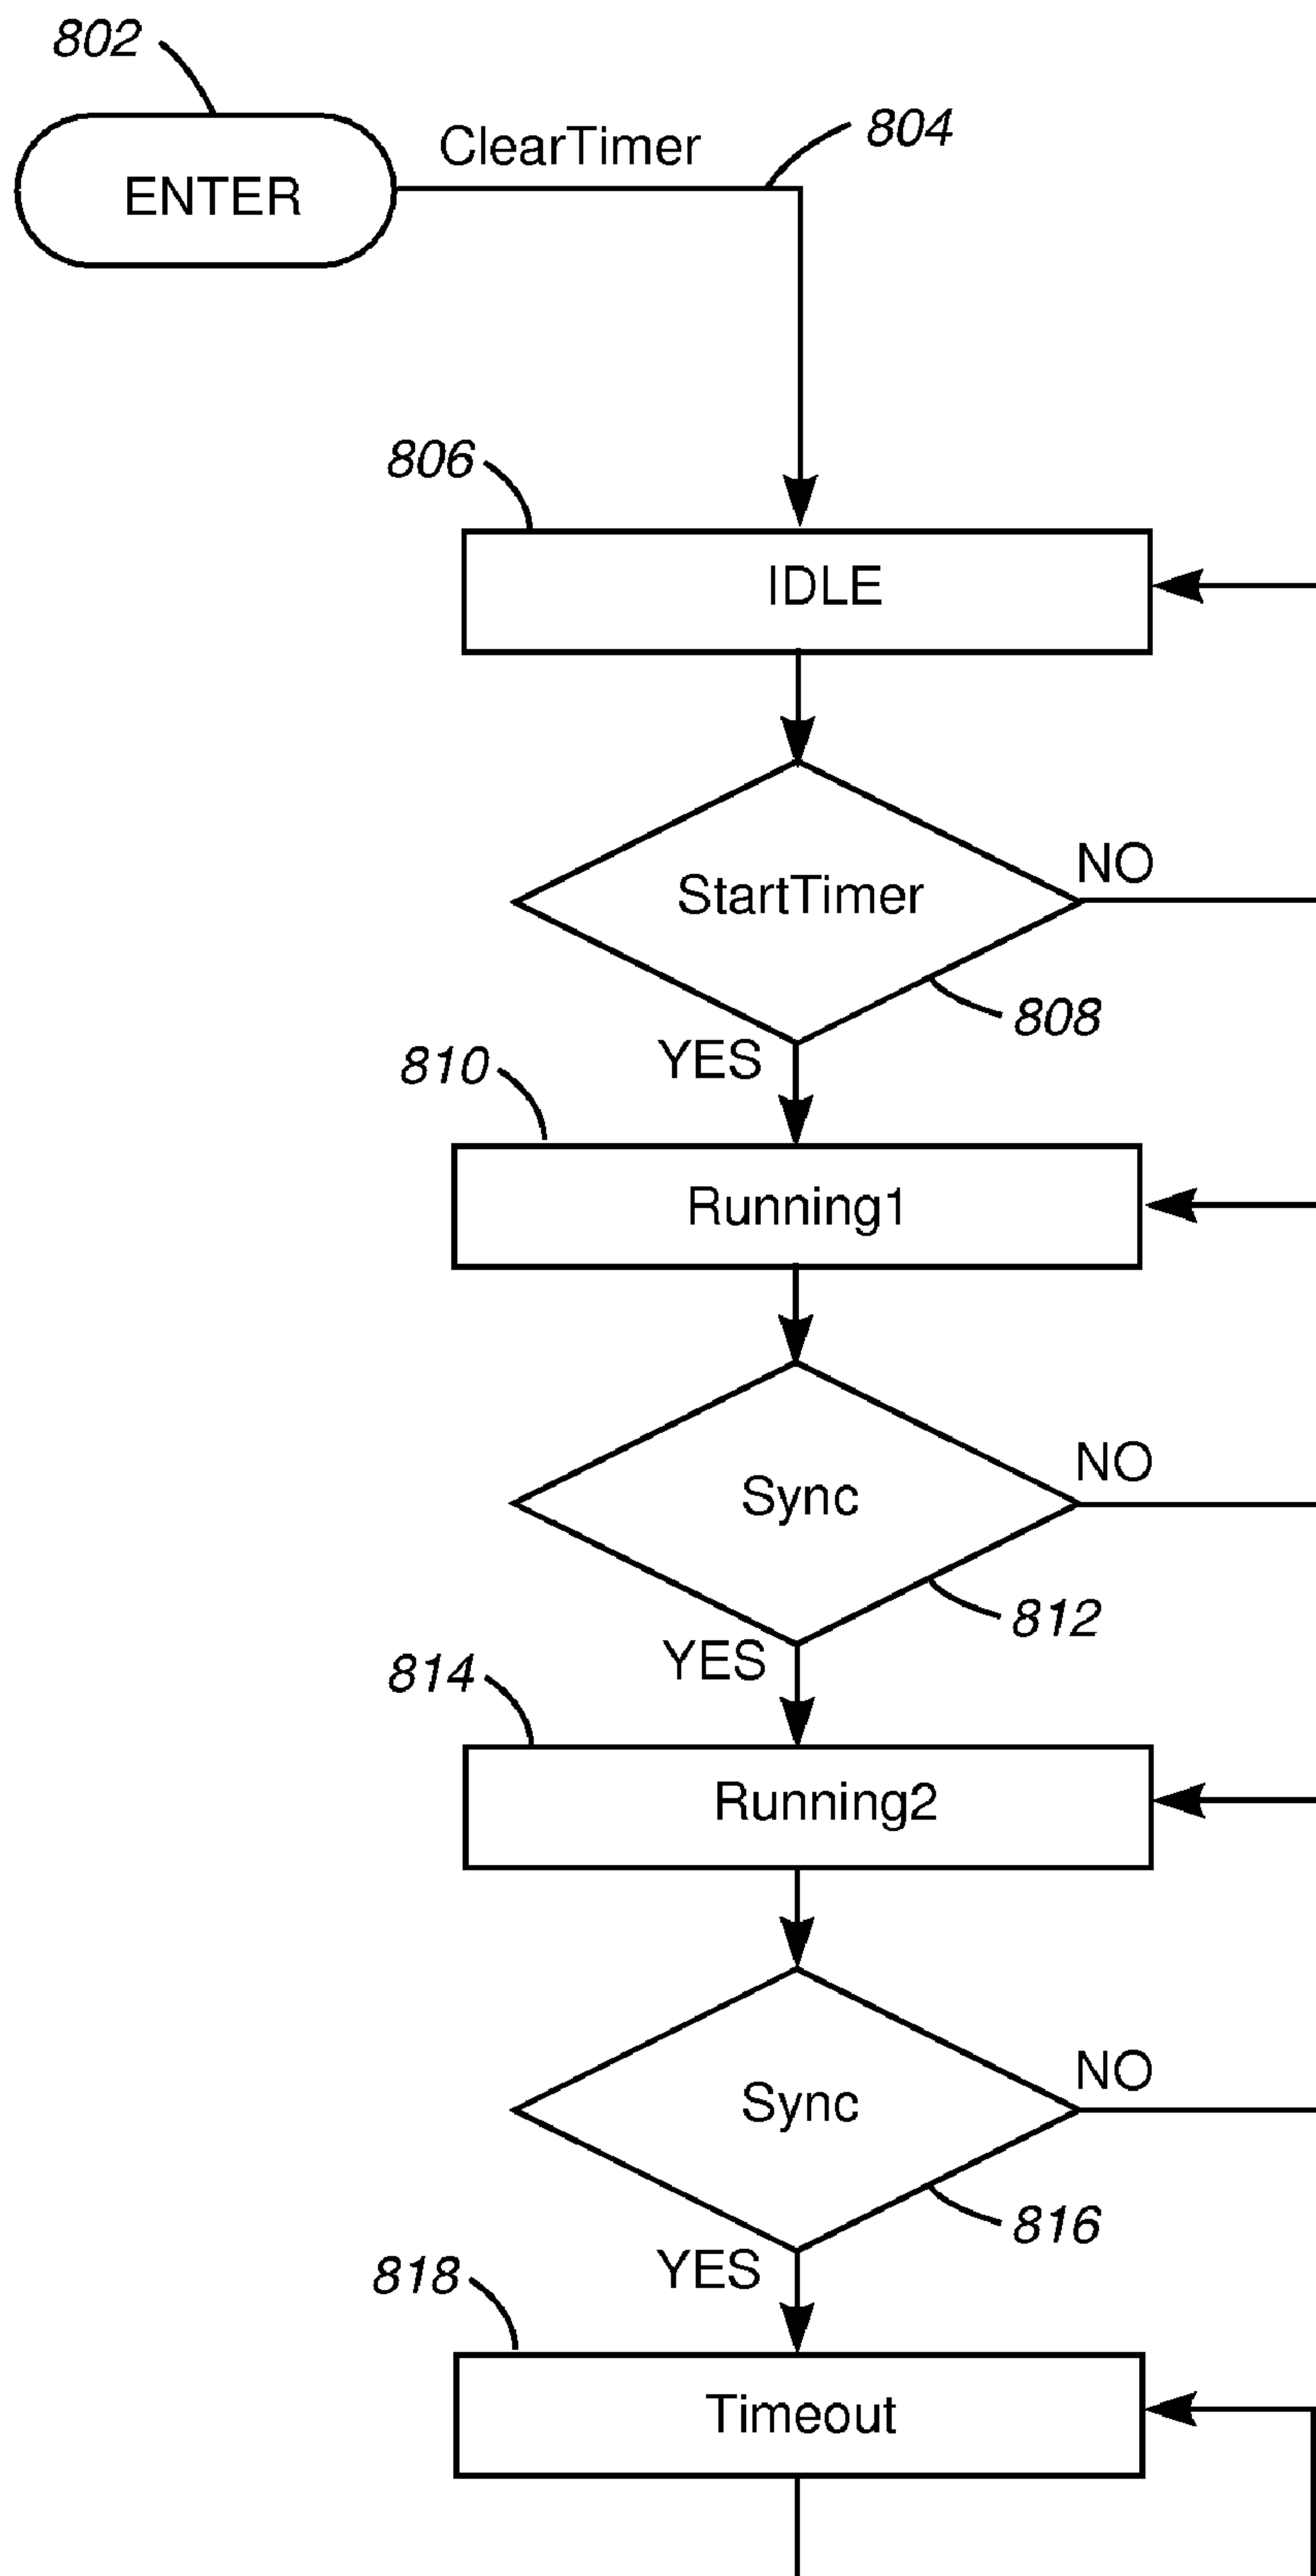 802
ENTER
ClearTimer
804
806
IDLE
StartTimer
NO
808
YES
810
Running1
Sync
NO
812
YES
814
Running2
Sync
NO
816
YES
818
Timeout